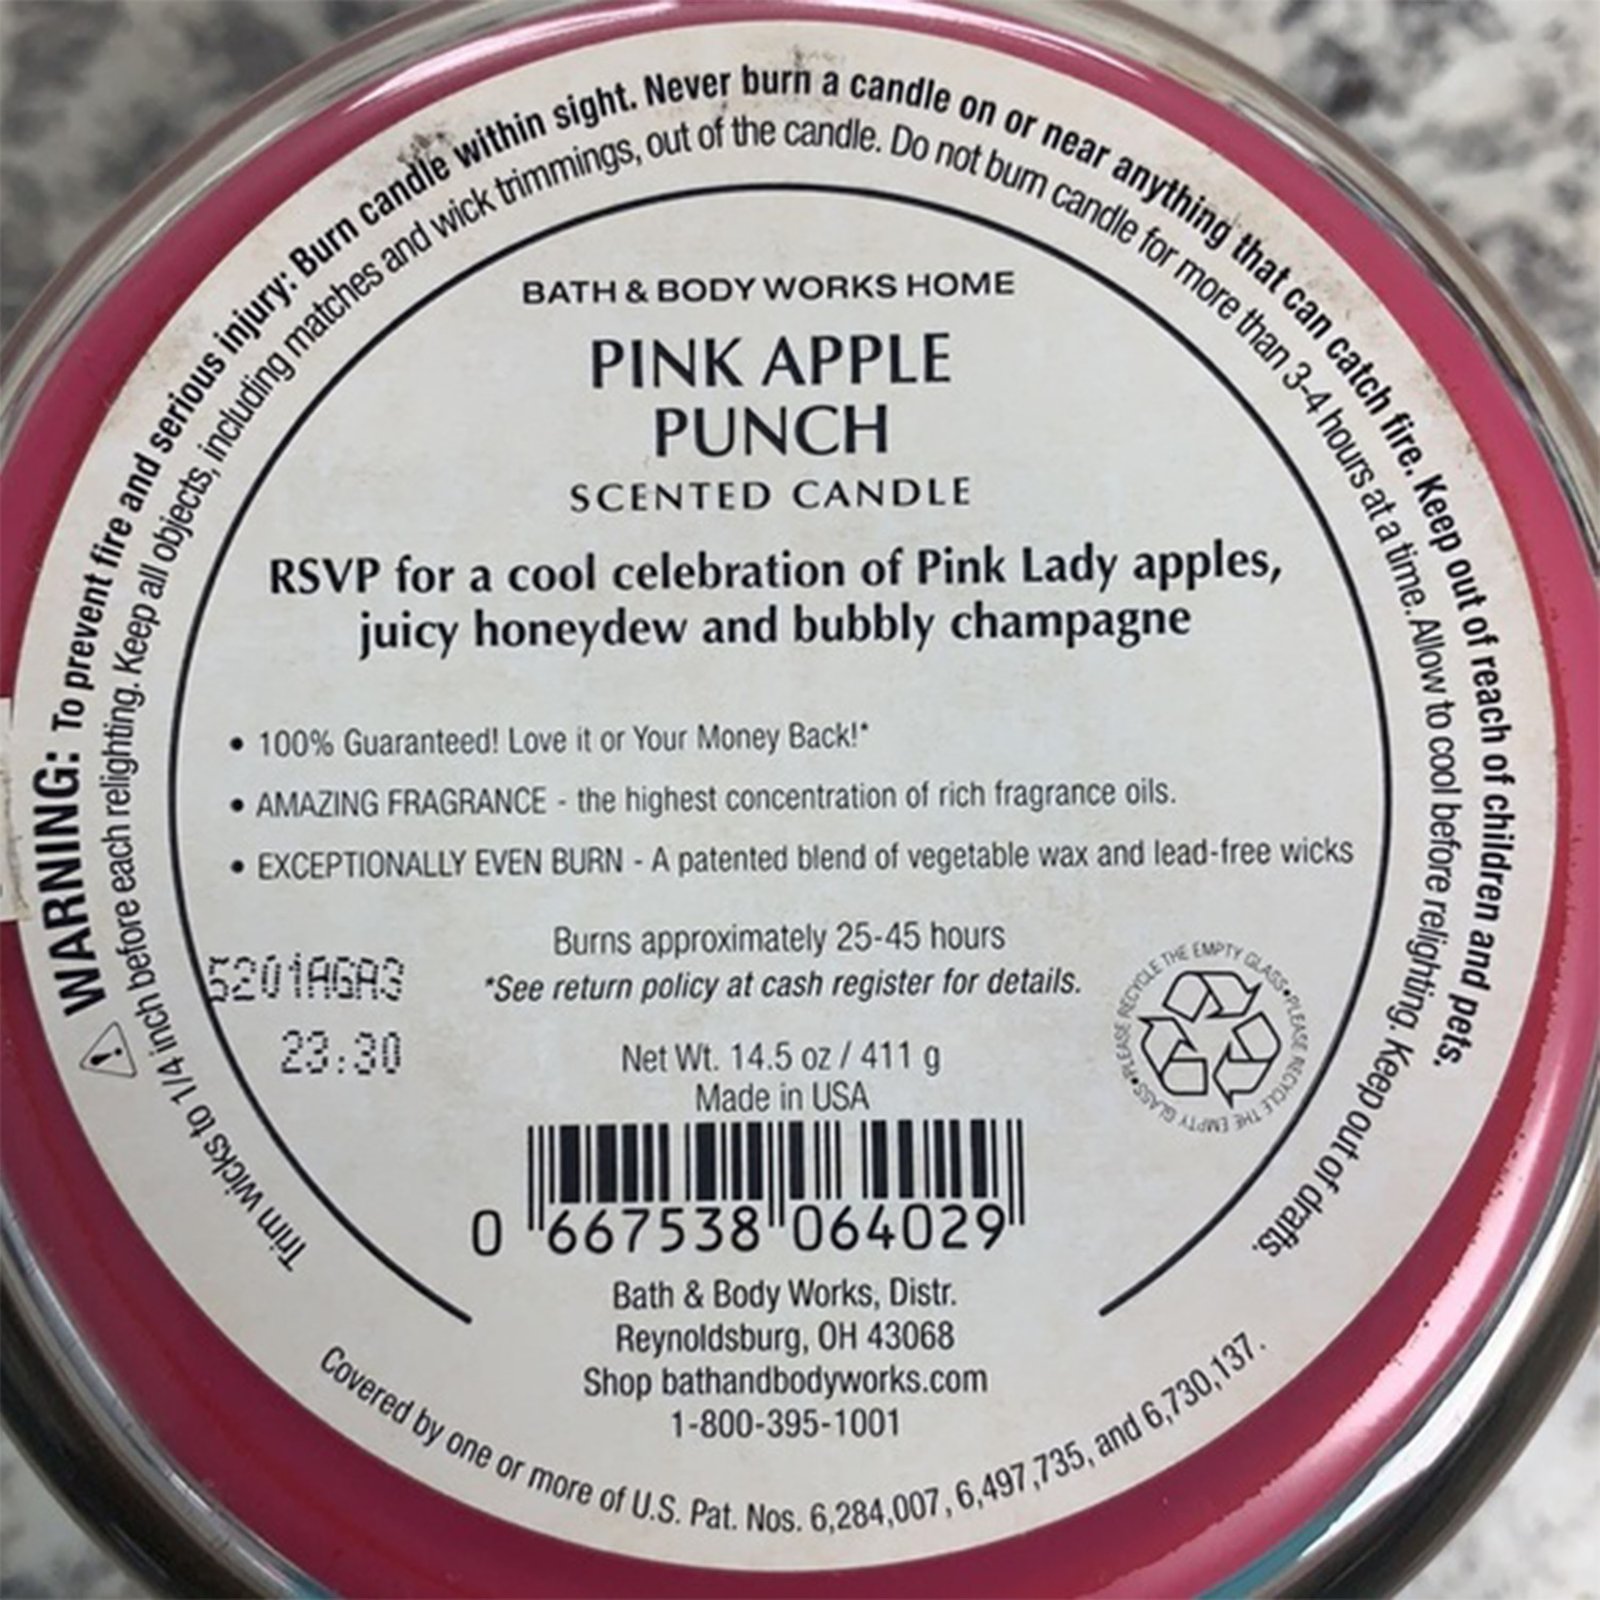 WARNING: To prevent fire and serious injury: Burn candle within sight. Never burn a candle on or near anything that can catch fire. Keep out of reach of children and pets.
Trim wicks to 1/4 inch before each relighting. Keep all objects, including matches and wick trimmings, out of the candle. Do not burn candle for more than 3-4 hours at a time. Allow to cool before relighting. Keep out of drafts.
BATH & BODY WORKS HOME
PINK APPLE
PUNCH
SCENTED CANDLE
RSVP for a cool celebration of Pink Lady apples,
juicy honeydew and bubbly champagne
• 100% Guaranteed! Love it or Your Money Back!*
• AMAZING FRAGRANCE - the highest concentration of rich fragrance oils.
• EXCEPTIONALLY EVEN BURN - A patented blend of vegetable wax and lead-free wicks
Burns approximately 25-45 hours
*See return policy at cash register for details.
5201AGA3
23:30
PLEASE RECYCLE THE EMPTY GLASS•PLEASE RECYCLE THE EMPTY GLASS•
Net Wt. 14.5 oz / 411 g
Made in USA
0 667538 064029
Bath & Body Works, Distr.
Reynoldsburg, OH 43068
Shop bathandbodyworks.com
1-800-395-1001
Covered by one or more of U.S. Pat. Nos. 6,284,007, 6,497,735, and 6,730,137.